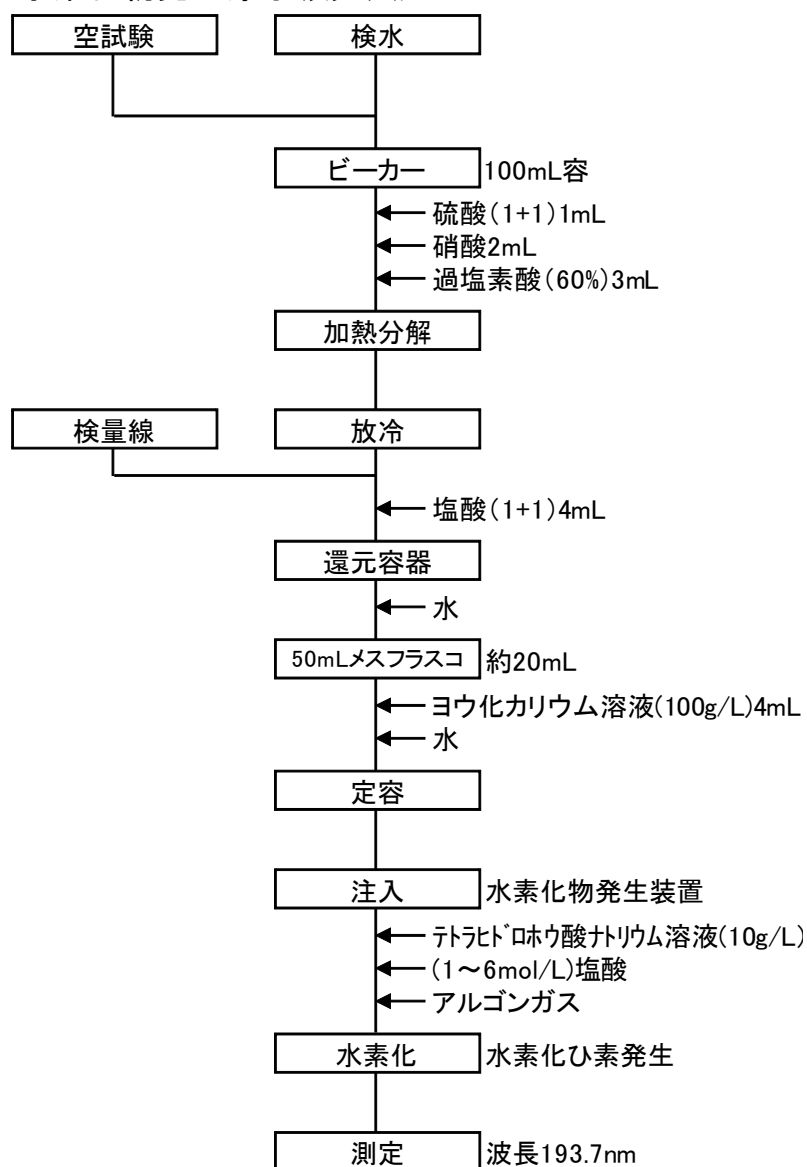 空試験 検水
ビーカー 100mL容
硫酸(1+1)1mL
硝酸2mL
過塩素酸(60%)3mL
加熱分解
検量線 放冷
塩酸(1+1)4mL
還元容器
水
50mLメスフラスコ 約20mL
ヨウ化カリウム溶液(100g/L)4mL
水
定容
注入 水素化物発生装置
テトラヒドロホウ酸ナトリウム溶液(10g/L)
(1～6mol/L)塩酸
アルゴンガス
水素化 水素化ひ素発生
測定 波長193.7nm